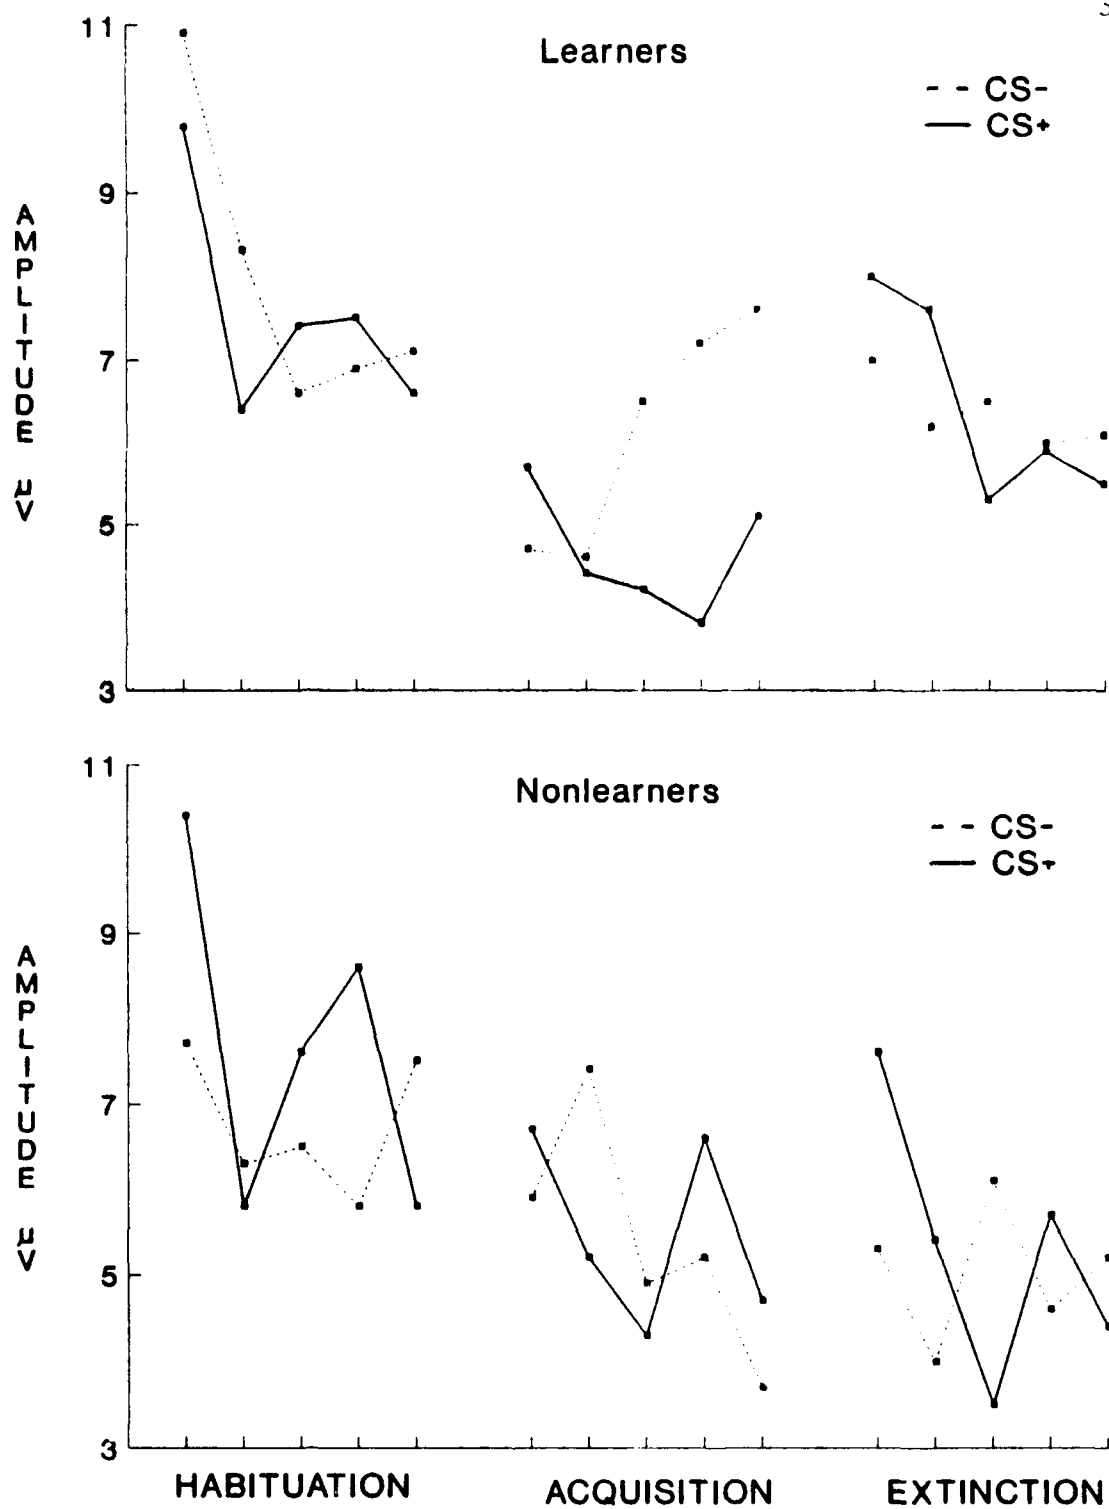 11
Learners
CS-
CS+
9
7
5
3
AMPLITUDE µV
11
Nonlearners
CS-
CS+
9
7
5
3
AMPLITUDE µV
HABITUATION
ACQUISITION
EXTINCTION